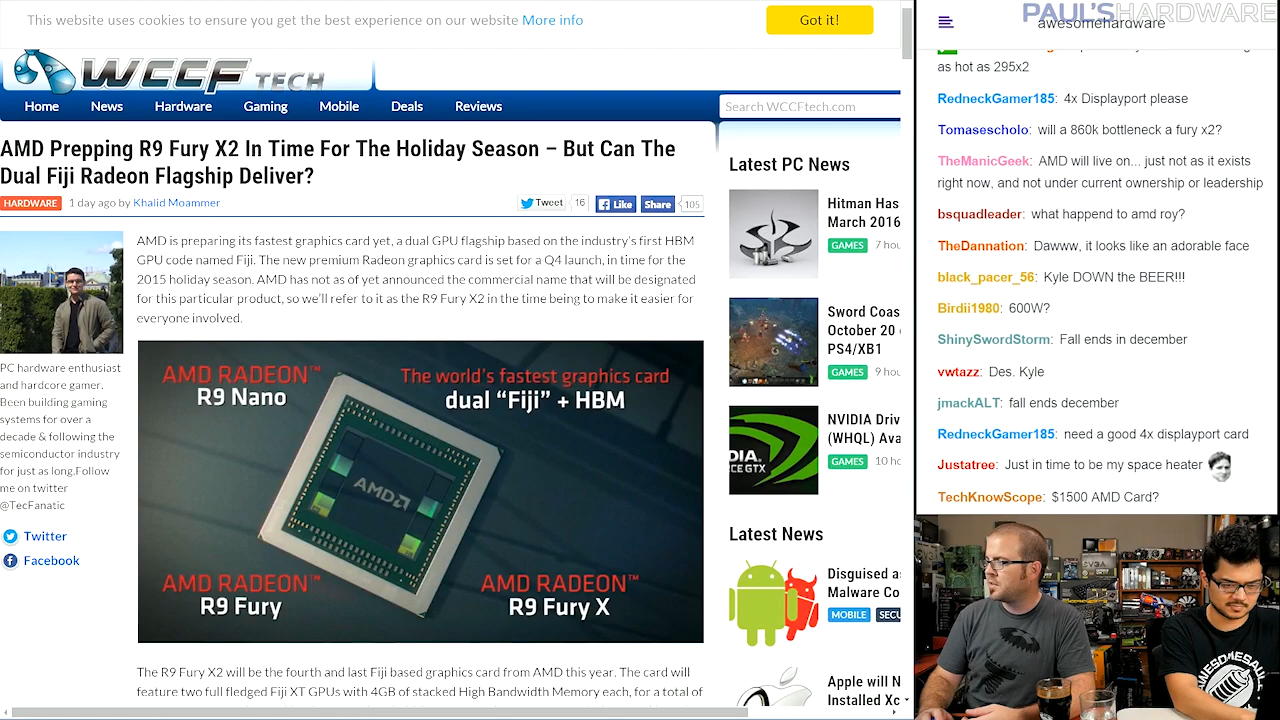 This website uses cookies to ensure you get the best experience on our website More info
Got it!
WCCF TECH
Home News Hardware Gaming Mobile Deals Reviews
Search WCCFtech.com
AMD Prepping R9 Fury X2 In Time For The Holiday Season – But Can The
Dual Fiji Radeon Flagship Deliver?
HARDWARE 1 day ago by Khalid Moammer
Tweet 16 Like Share 105
AMD is preparing its fastest graphics card yet, a dual GPU flagship based on the industry's first HBM
GPU code named Fiji. The new premium Radeon graphics card is set for a Q4 launch, in time for the
2015 holiday season. AMD has not as of yet announced the commercial name that will be designated
for this particular product, so we'll refer to it as the R9 Fury X2 in the time being to make it easier for
everyone involved.
PC hardware enthusiast
and hardcore gamer.
Been building gaming
systems for over a
decade & following the
semiconductor industry
for just as long.Follow
me on twitter
@TecFanatic
Twitter
Facebook
AMD RADEON™
R9 Nano
The world's fastest graphics card
dual "Fiji" + HBM
AMD
AMD RADEON™
R9 Fury
AMD RADEON™
R9 Fury X
The R9 Fury X2 will be the fourth and last Fiji based graphics card from AMD this year. The card will
feature two full fledged Fiji XT GPUs with 4GB of stacked High Bandwidth Memory each, for a total of
Latest PC News
Hitman Has
March 2016
GAMES 7 hou
Sword Coas
October 20
PS4/XB1
GAMES 9 hou
NVIDIA Driv
(WHQL) Ava
GAMES 10 ho
DIA.
CE GTX
Latest News
Disguised a
Malware Co
MOBILE SECU
Apple will N
Installed Xc
PAUL'SHARDWARE
awesomehardware
as hot as 295x2
RedneckGamer185: 4x Displayport please
Tomasescholo: will a 860k bottleneck a fury x2?
TheManicGeek: AMD will live on... just not as it exists
right now, and not under current ownership or leadership
bsquadleader: what happend to amd roy?
TheDannation: Dawww, it looks like an adorable face
black_pacer_56: Kyle DOWN the BEER!!!
Birdii1980: 600W?
ShinySwordStorm: Fall ends in december
vwtazz: Des. Kyle
jmackALT: fall ends december
RedneckGamer185: need a good 4x displayport card
Justatree: Just in time to be my space heater
TechKnowScope: $1500 AMD Card?